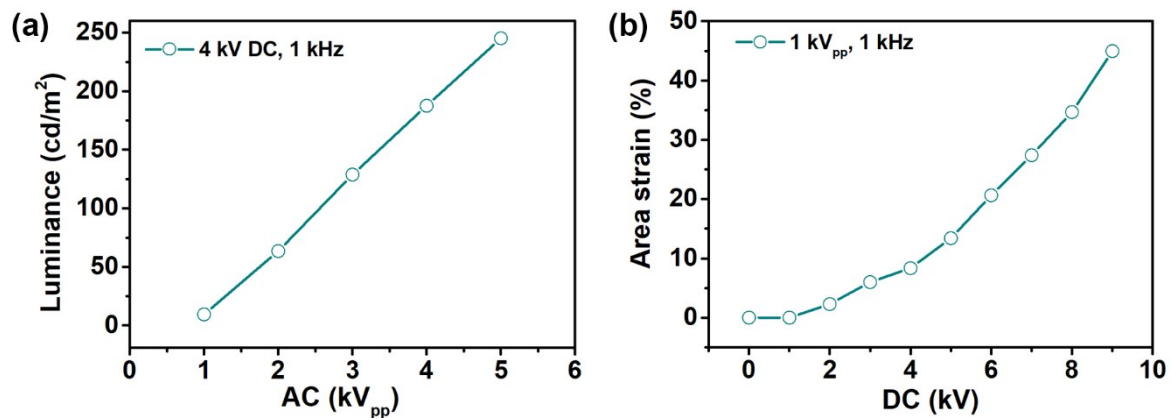 (a)
4 kV DC, 1 kHz
Luminance (cd/m²)
250
200
150
100
50
0
0 1 2 3 4 5 6
AC (kVpp)
(b)
1 kVpp, 1 kHz
Area strain (%)
50
40
30
20
10
0
0 2 4 6 8 10
DC (kV)